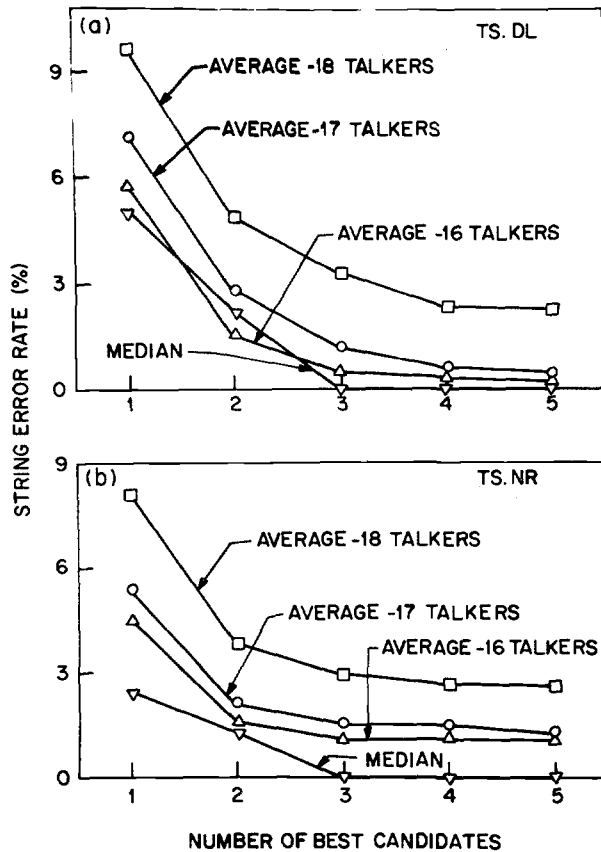 (a)
TS. DL
9
6
3
0
AVERAGE -18 TALKERS
AVERAGE -17 TALKERS
AVERAGE -16 TALKERS
MEDIAN
1 2 3 4 5
STRING ERROR RATE (%)
(b)
TS. NR
9
6
3
0
AVERAGE -18 TALKERS
AVERAGE -17 TALKERS
AVERAGE -16 TALKERS
MEDIAN
1 2 3 4 5
NUMBER OF BEST CANDIDATES